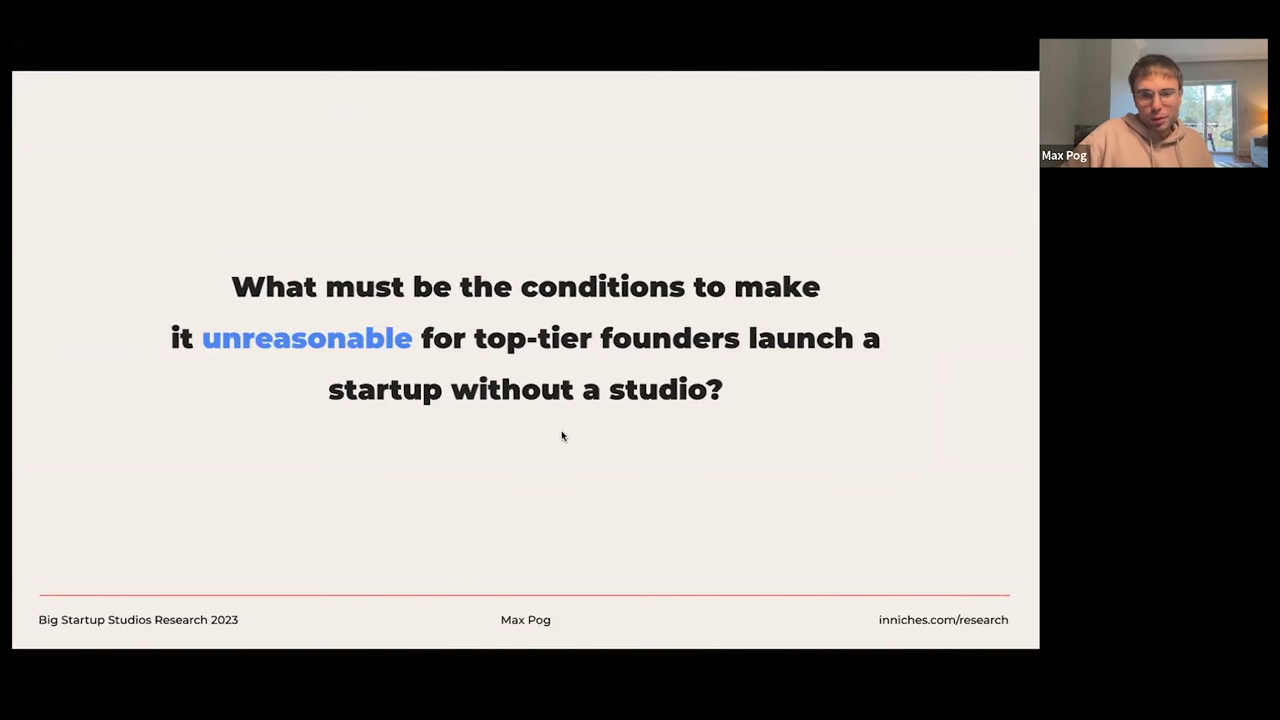 What must be the conditions to make
it unreasonable for top-tier founders launch a
startup without a studio?
Big Startup Studios Research 2023
Max Pog
inniches.com/research
Max Pog